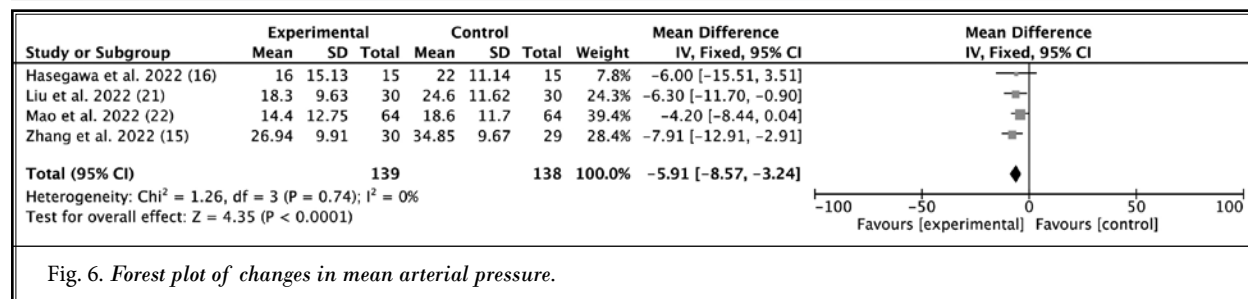 Experimental Control Mean Difference Mean Difference
Study or Subgroup Mean SD Total Mean SD Total Weight IV, Fixed, 95% CI IV, Fixed, 95% CI
Hasegawa et al. 2022 (16) 16 15.13 15 22 11.14 15 7.8% −6.00 [−15.51, 3.51]
Liu et al. 2022 (21) 18.3 9.63 30 24.6 11.62 30 24.3% −6.30 [−11.70, −0.90]
Mao et al. 2022 (22) 14.4 12.75 64 18.6 11.7 64 39.4% −4.20 [−8.44, 0.04]
Zhang et al. 2022 (15) 26.94 9.91 30 34.85 9.67 29 28.4% −7.91 [−12.91, −2.91]
Total (95% CI) 139 138 100.0% −5.91 [−8.57, −3.24]
Heterogeneity: Chi² = 1.26, df = 3 (P = 0.74); I² = 0%
Test for overall effect: Z = 4.35 (P < 0.0001)
−100 −50 0 50 100
Favours [experimental] Favours [control]
Fig. 6. Forest plot of changes in mean arterial pressure.